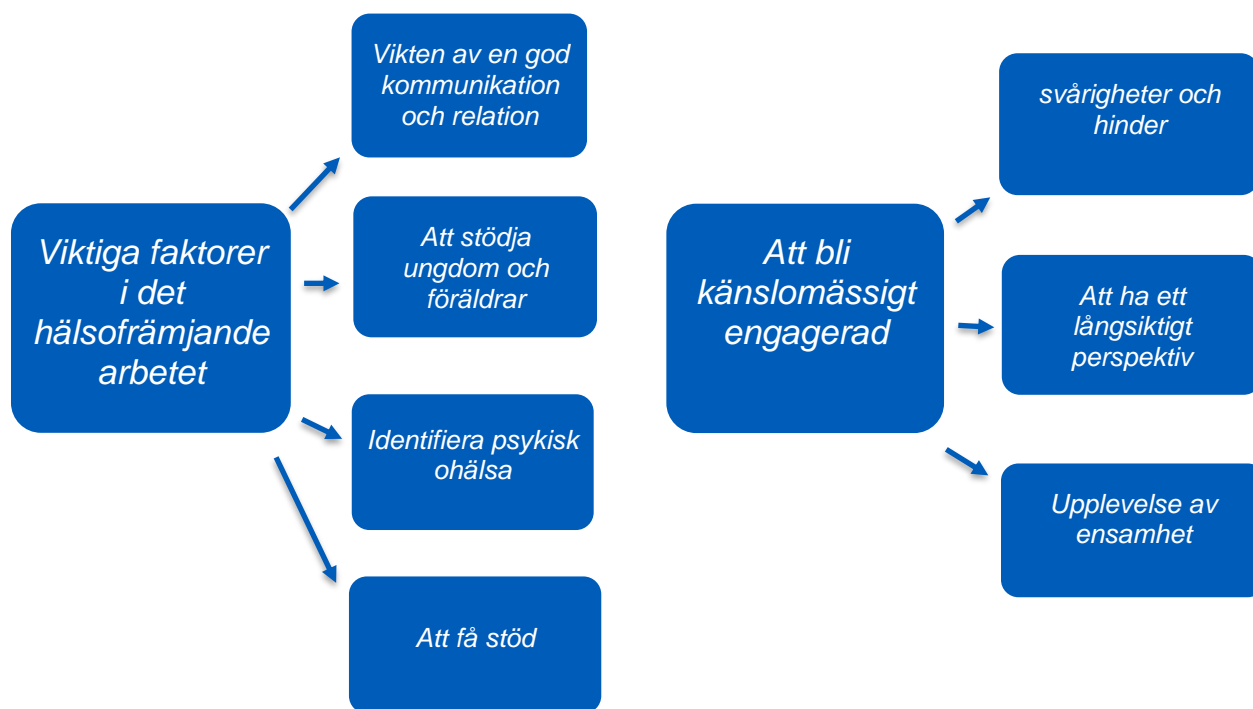 Viktiga faktorer
i det
hälsofrämjande
arbetet
Vikten av en god
kommunikation
och relation
Att stödja
ungdom och
föräldrar
Identifiera psykisk
ohälsa
Att få stöd
Att bli
känslomässigt
engagerad
svårigheter och
hinder
Att ha ett
långsiktigt
perspektiv
Upplevelse av
ensamhet